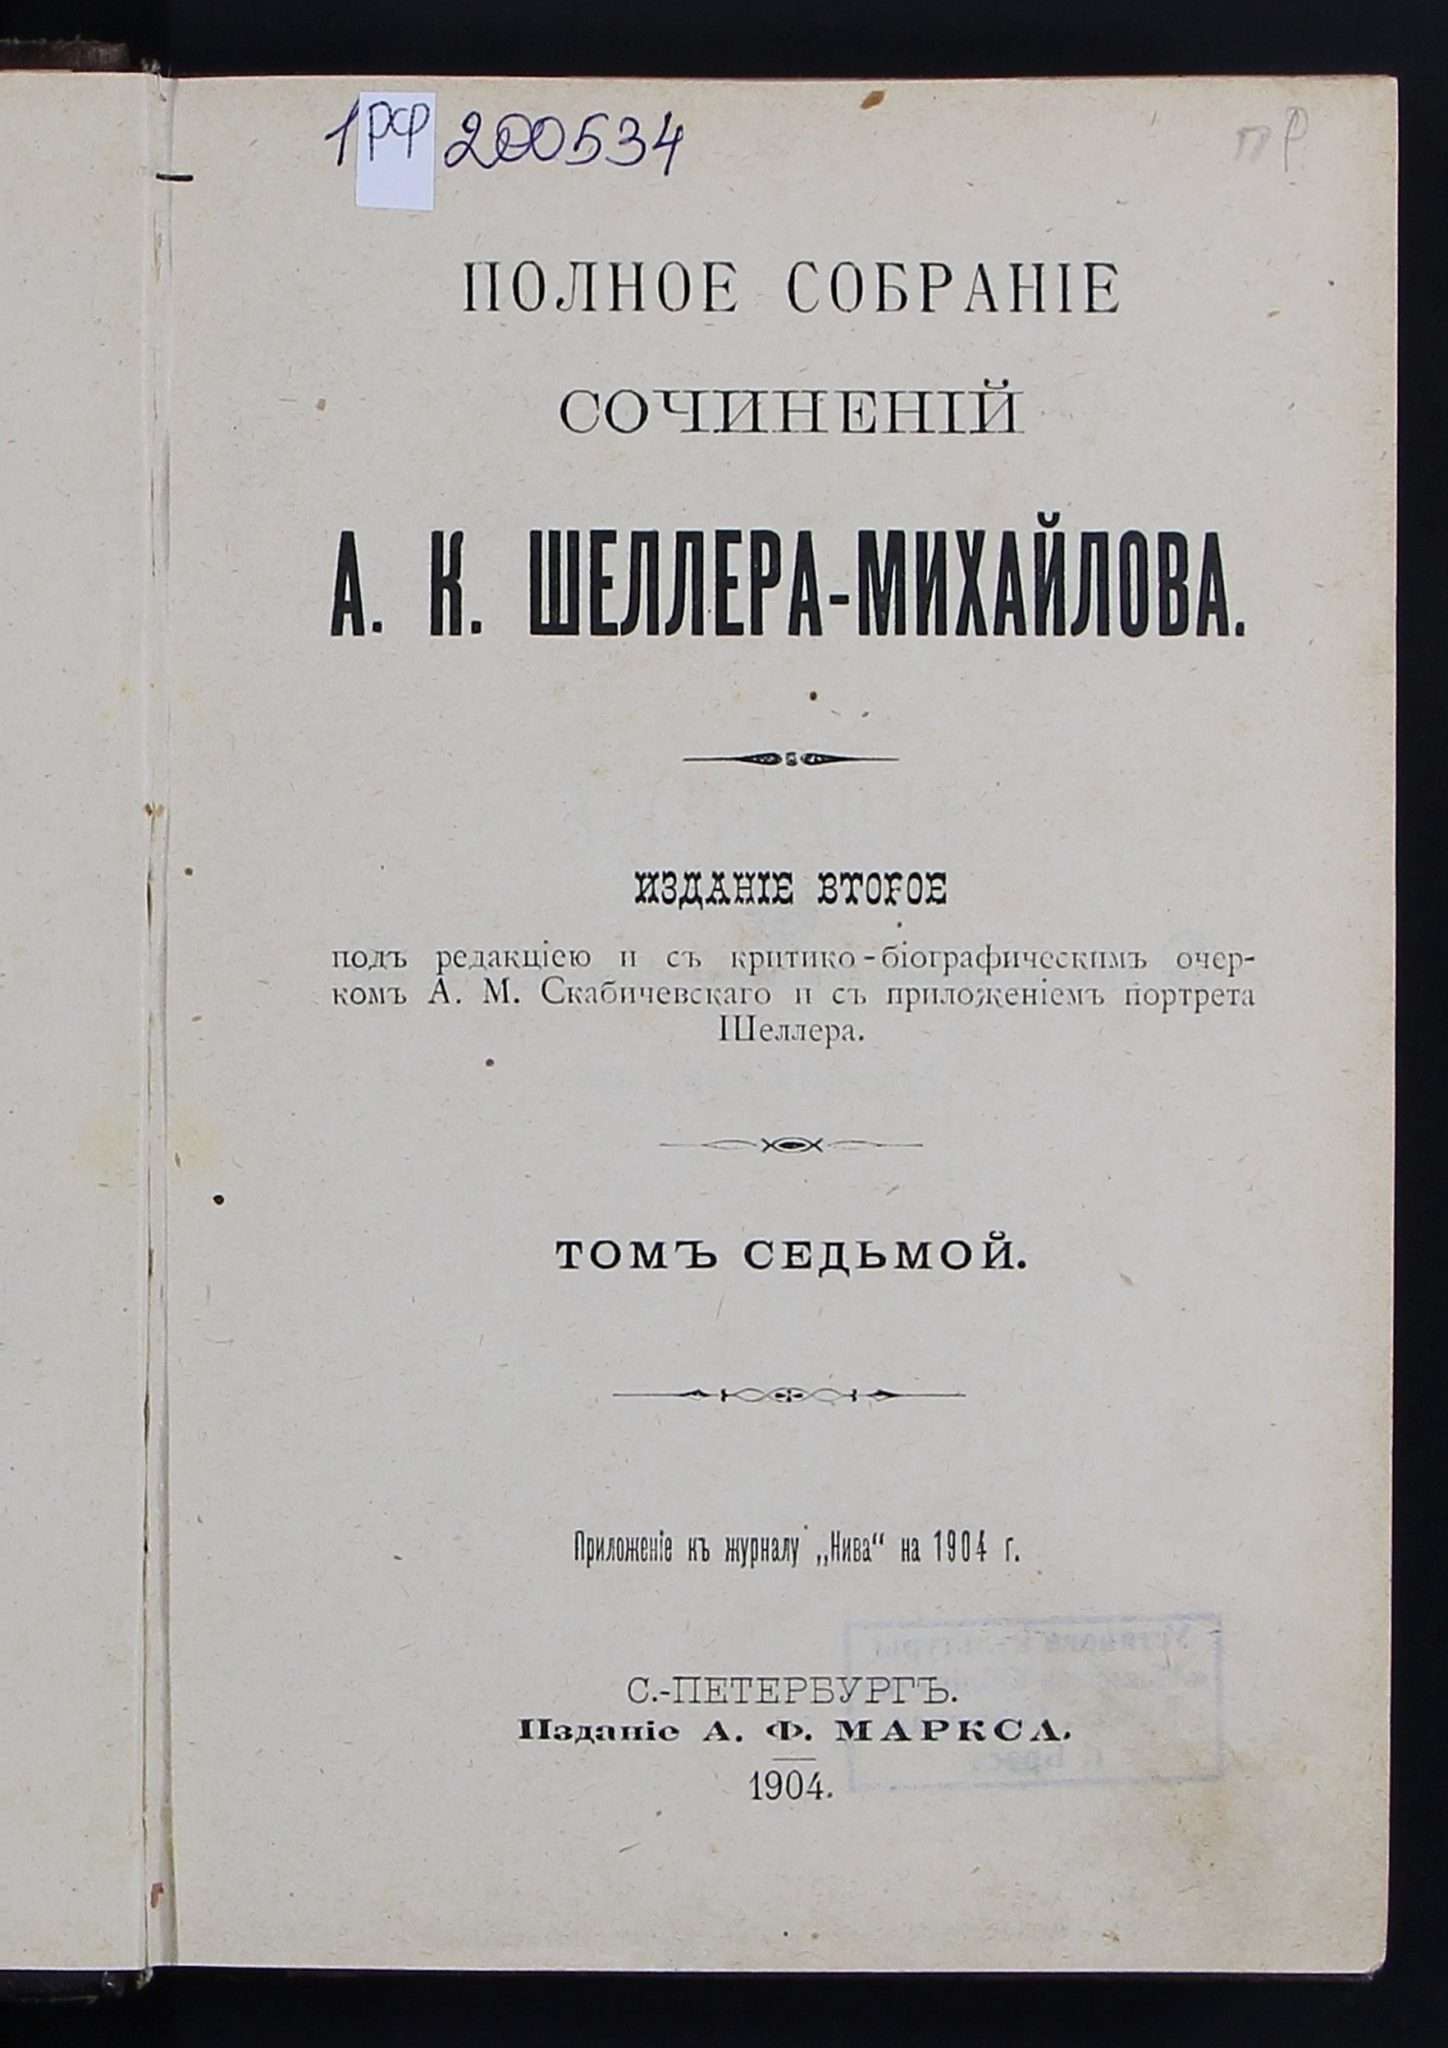 1РФ 200534
ПР
ПОЛНОЕ СОБРАНІЕ
СОЧИНЕНІЙ
А. К. ШЕЛЛЕРА-МИХАЙЛОВА.
ИЗДАНІЕ ВТОРОЕ
подъ редакціею и съ критико-біографическимъ очер-
комъ А. М. Скабичевскаго и съ приложеніемъ портрета
Шеллера.
ТОМЪ СЕДЬМОЙ.
Приложеніе къ журналу „Нива“ на 1904 г.
С.-ПЕТЕРБУРГЪ.
Изданіе А. Ф. МАРКСА.
1904.